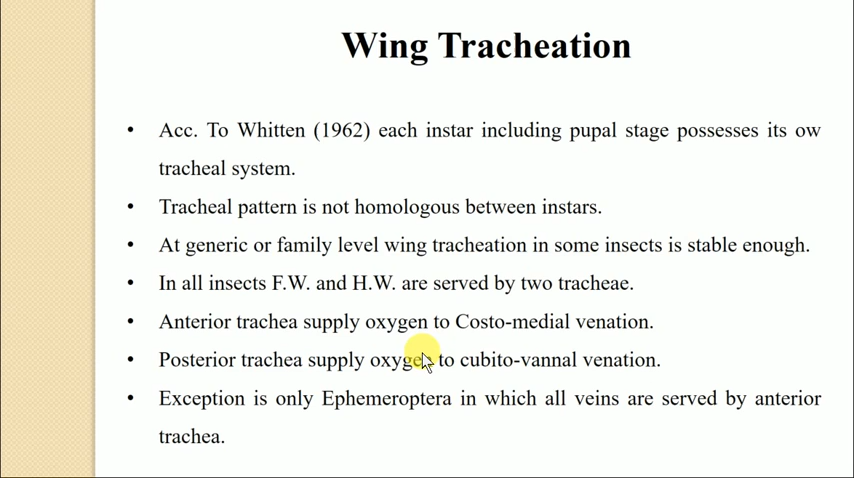 Wing Tracheation
• Acc. To Whitten (1962) each instar including pupal stage possesses its ow
tracheal system.
• Tracheal pattern is not homologous between instars.
• At generic or family level wing tracheation in some insects is stable enough.
• In all insects F.W. and H.W. are served by two tracheae.
• Anterior trachea supply oxygen to Costo-medial venation.
• Posterior trachea supply oxygen to cubito-vannal venation.
• Exception is only Ephemeroptera in which all veins are served by anterior
trachea.